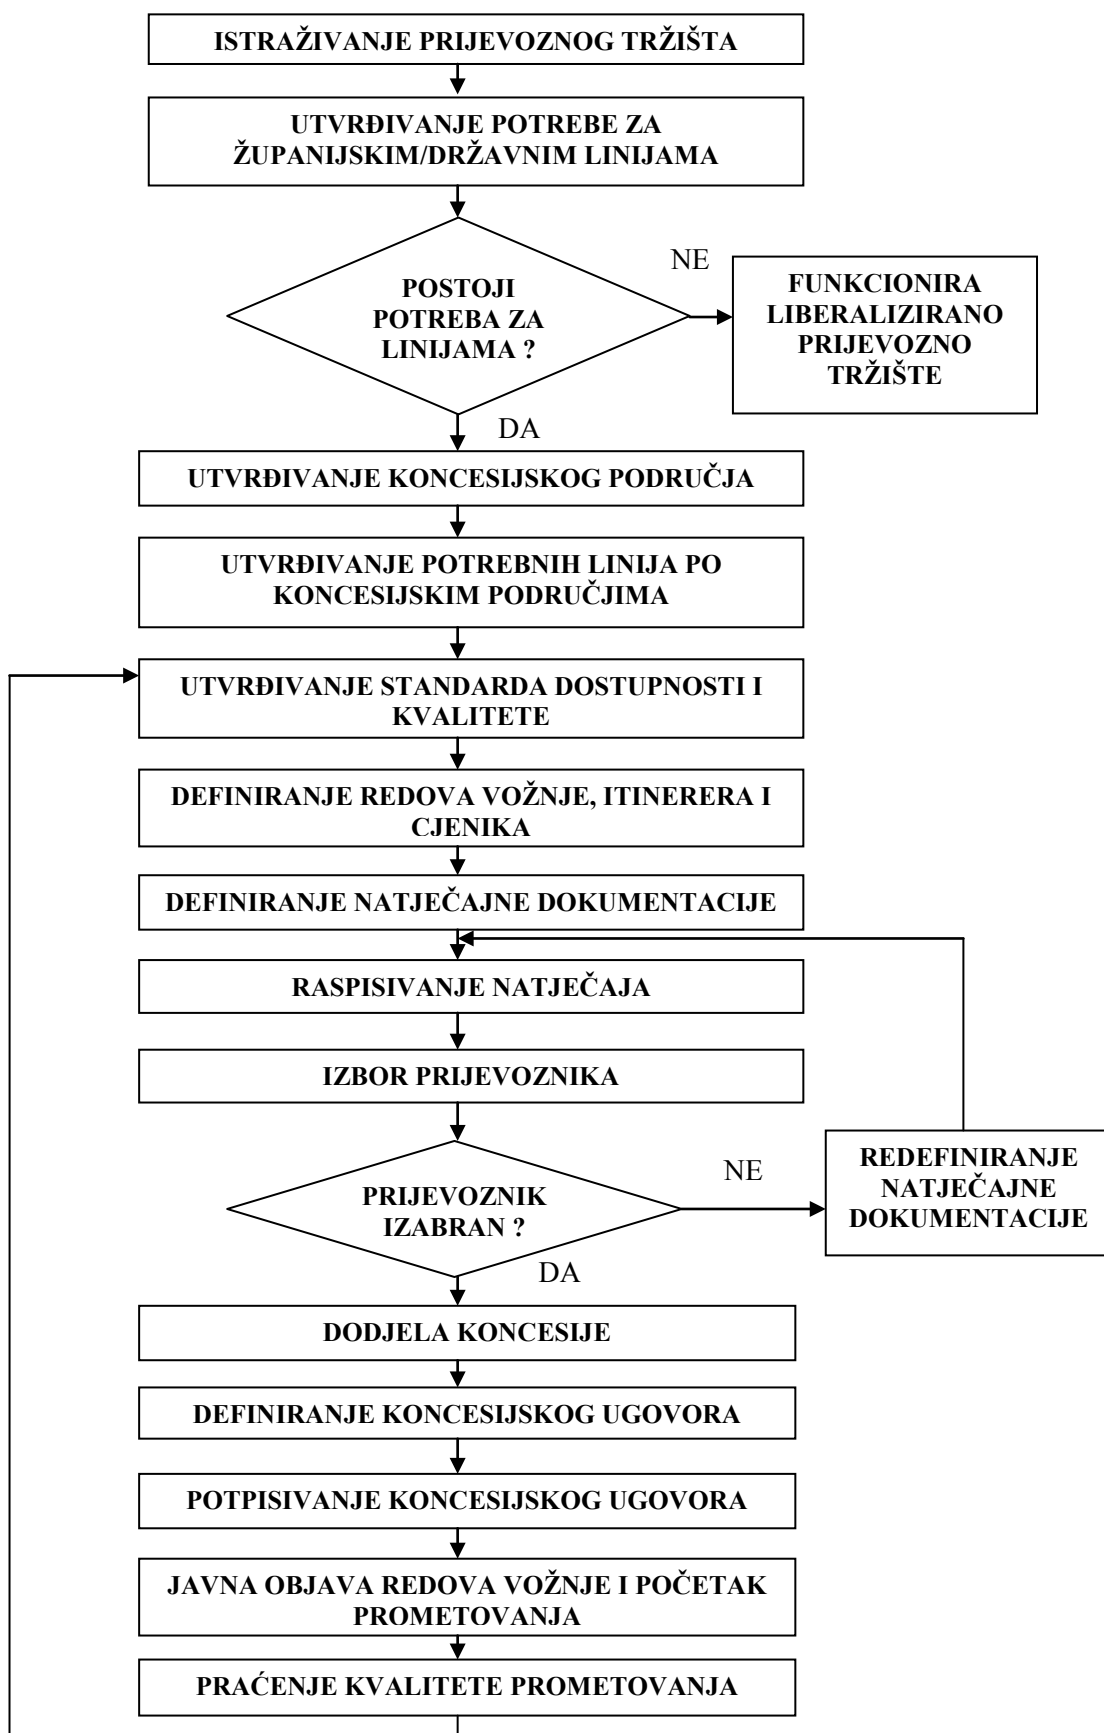 ISTRAŽIVANJE PRIJEVOZNOG TRŽIŠTA
UTVRĐIVANJE POTREBE ZA
ŽUPANIJSKIM/DRŽAVNIM LINIJAMA
POSTOJI
POTREBA ZA
LINIJAMA ?
NE
FUNKCIONIRA
LIBERALIZIRANO
PRIJEVOZNO
TRŽIŠTE
DA
UTVRĐIVANJE KONCESIJSKOG PODRUČJA
UTVRĐIVANJE POTREBNIH LINIJA PO
KONCESIJSKIM PODRUČJIMA
UTVRĐIVANJE STANDARDA DOSTUPNOSTI I
KVALITETE
DEFINIRANJE REDOVA VOŽNJE, ITINERERA I
CJENIKA
DEFINIRANJE NATJEČAJNE DOKUMENTACIJE
RASPISIVANJE NATJEČAJA
IZBOR PRIJEVOZNIKA
PRIJEVOZNIK
IZABRAN ?
NE
REDEFINIRANJE
NATJEČAJNE
DOKUMENTACIJE
DA
DODJELA KONCESIJE
DEFINIRANJE KONCESIJSKOG UGOVORA
POTPISIVANJE KONCESIJSKOG UGOVORA
JAVNA OBJAVA REDOVA VOŽNJE I POČETAK
PROMETOVANJA
PRAĆENJE KVALITETE PROMETOVANJA